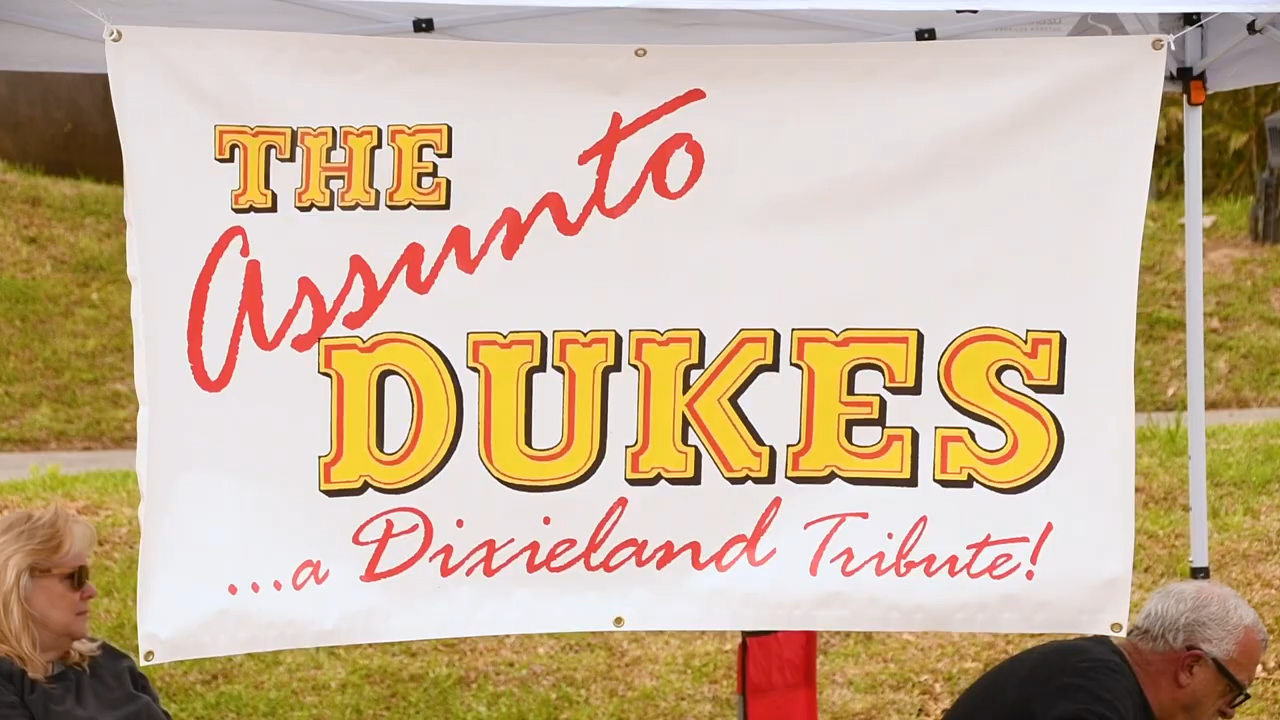 THE
Assunto
DUKES
...a Dixieland Tribute!